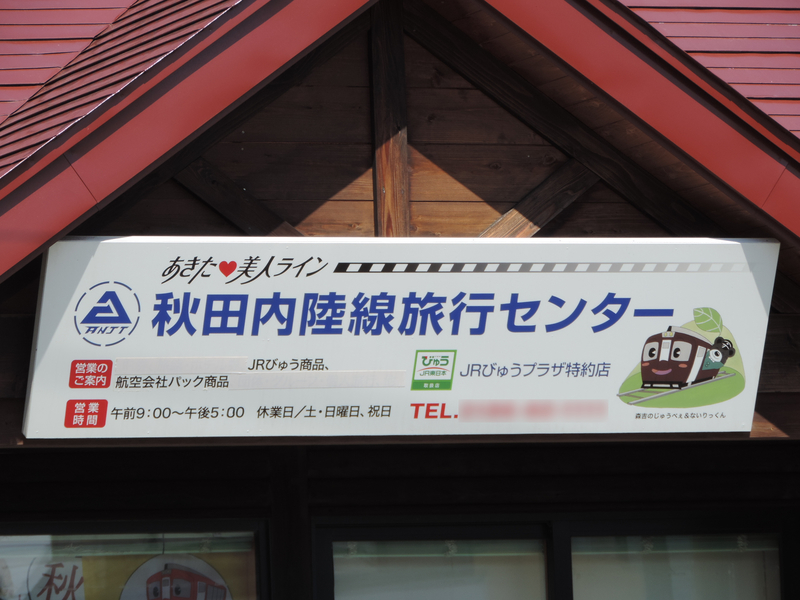 あきた♥美人ライン
ANJT
秋田内陸線旅行センター
営業の
ご案内
JRびゅう商品、
航空会社パック商品
びゅう
JR東日本
JRびゅうプラザ特約店
営業
時間
午前9:00〜午後5:00 休業日/土・日曜日、祝日
TEL.
森吉のじゅうべぇ&ないりっくん
秋